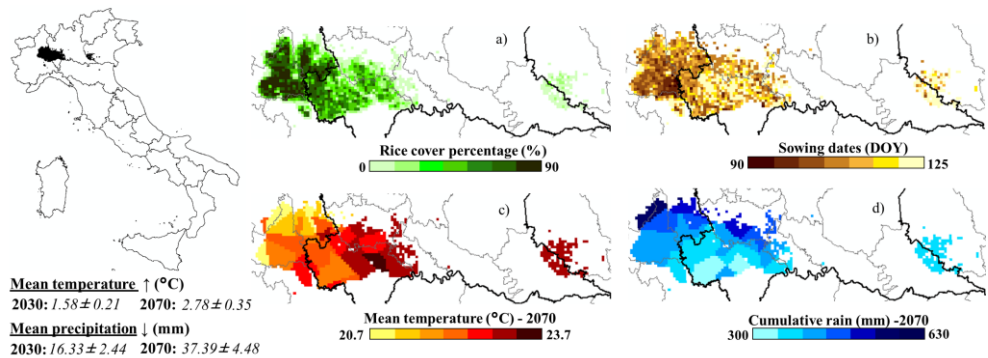 a)
Rice cover percentage (%)
0 90
b)
Sowing dates (DOY)
90 125
c)
Mean temperature (°C) - 2070
20.7 23.7
d)
Cumulative rain (mm) -2070
300 630
Mean temperature ↑ (°C)
2030: 1.58 ± 0.21 2070: 2.78 ± 0.35
Mean precipitation ↓ (mm)
2030: 16.33 ± 2.44 2070: 37.39 ± 4.48